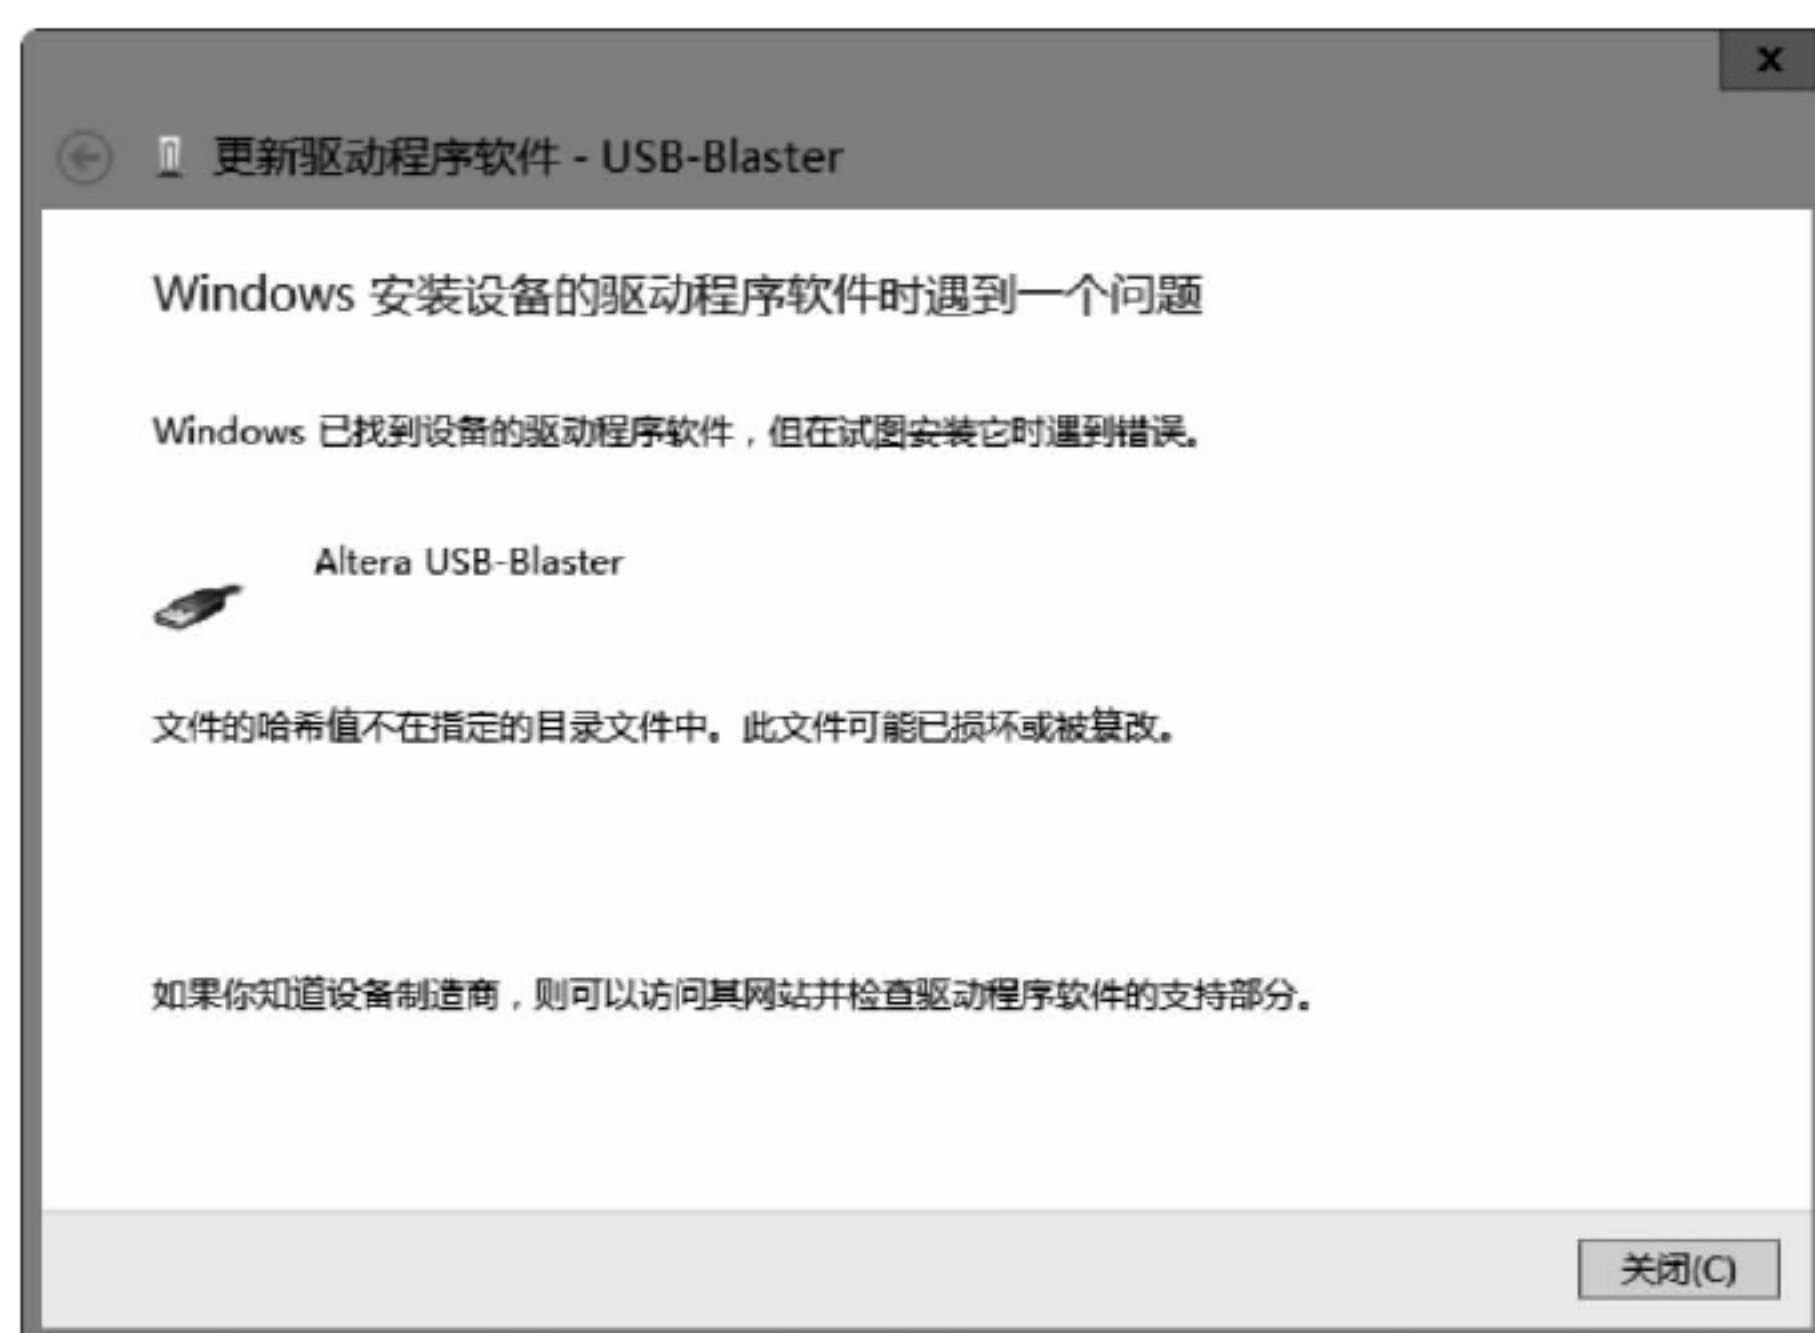 x
更新驱动程序软件 - USB-Blaster
Windows 安装设备的驱动程序软件时遇到一个问题
Windows 已找到设备的驱动程序软件，但在试图安装它时遇到错误。
Altera USB-Blaster
文件的哈希值不在指定的目录文件中。此文件可能已损坏或被篡改。
如果你知道设备制造商，则可以访问其网站并检查驱动程序软件的支持部分。
关闭(C)